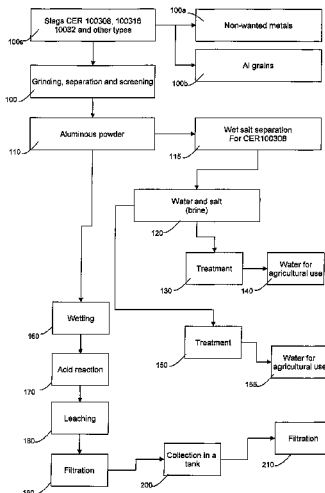 Slags CER 100308, 100316
10032 and other types
100s
100a
Non-wanted metals
Al grains
100b
Grinding, separation and screening
100
Aluminous powder
110
Wet salt separation
For CER100308
115
Water and salt
(brine)
120
Treatment
130
Water for
agricultural use
140
Wetting
160
Treatment
150
Water for
agricultural use
155
Acid reaction
170
Leaching
180
Filtration
190
Collection in a
tank
200
Filtration
210